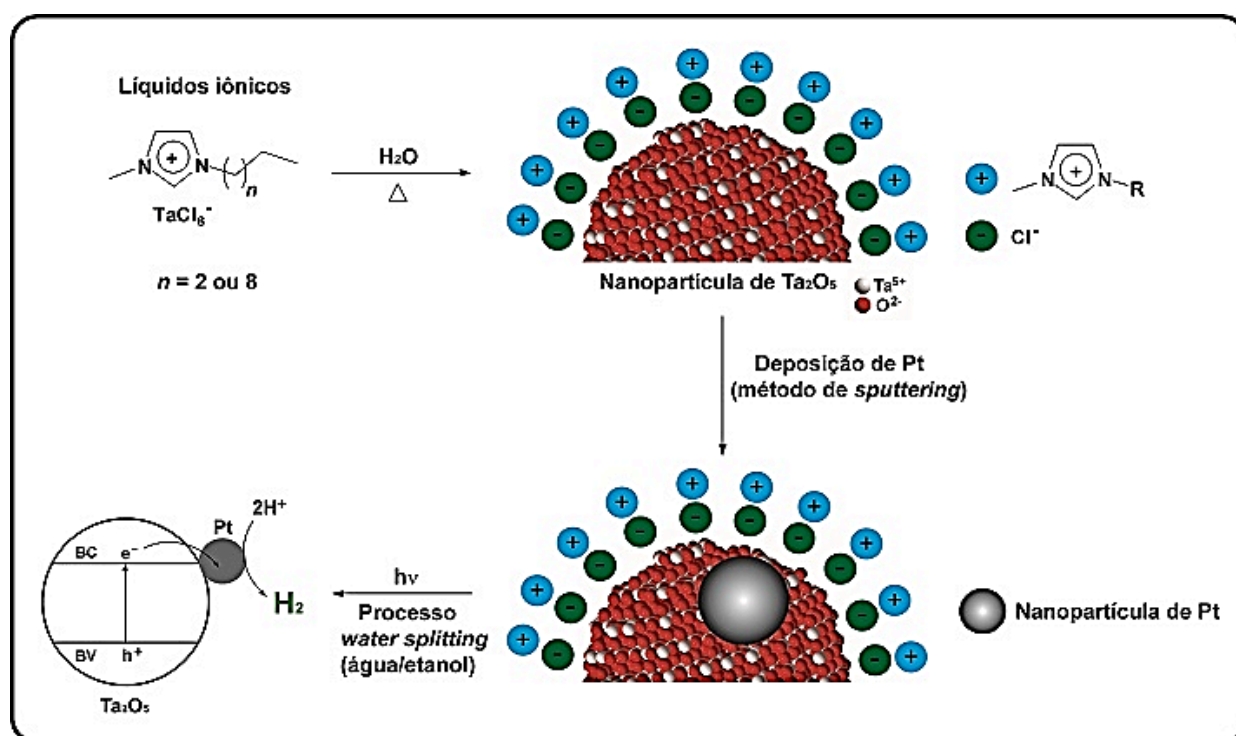 Líquidos iônicos
N
+
N
n
TaCl₆⁻
n = 2 ou 8
H₂O
△
Nanopartícula de Ta₂O₅
Ta⁵⁺
O²⁻
+
N
+
N
R
-
Cl⁻
Deposição de Pt
(método de sputtering)
Nanopartícula de Pt
hν
Processo
water splitting
(água/etanol)
Pt
2H⁺
BC
e⁻
H₂
BV
h⁺
Ta₂O₅